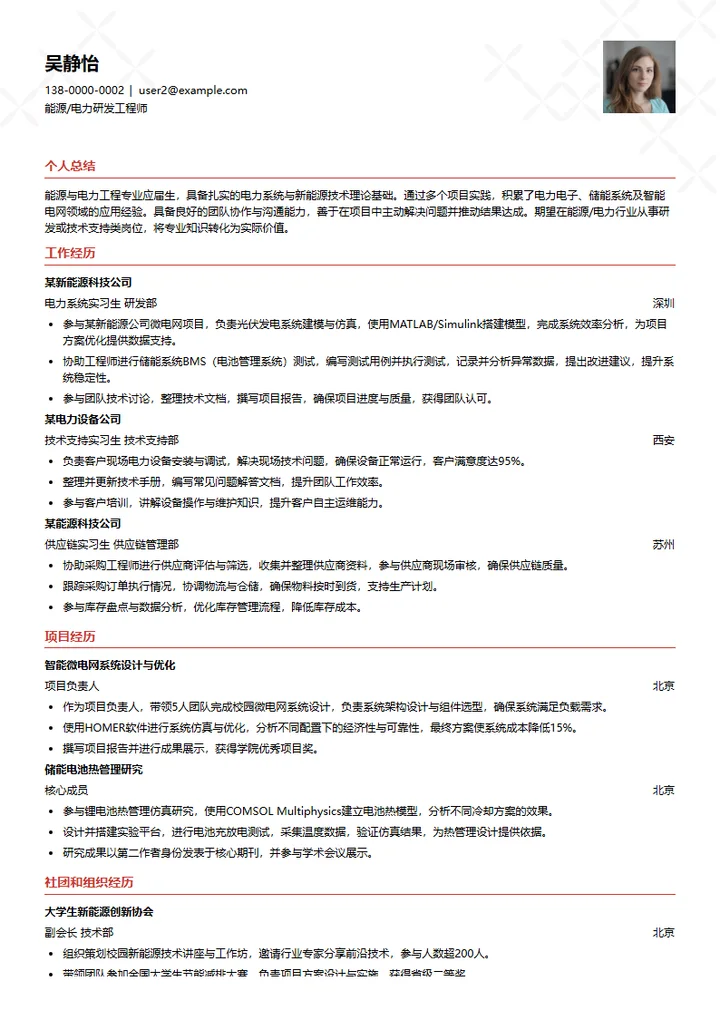 吴静怡
138-0000-0002 | user2@example.com
能源/电力研发工程师
个人总结
能源与电力工程专业应届生，具备扎实的电力系统与新能源技术理论基础。通过多个项目实践，积累了电力电子、储能系统及智能
电网领域的应用经验。具备良好的团队协作与沟通能力，善于在项目中主动解决问题并推动结果达成。期望在能源/电力行业从事研
发或技术支持类岗位，将专业知识转化为实际价值。
工作经历
某新能源科技公司
电力系统实习生 研发部 深圳
• 参与某新能源公司微电网项目，负责光伏发电系统建模与仿真，使用MATLAB/Simulink搭建模型，完成系统效率分析，为项目
方案优化提供数据支持。
• 协助工程师进行储能系统BMS（电池管理系统）测试，编写测试用例并执行测试，记录并分析异常数据，提出改进建议，提升系
统稳定性。
• 参与团队技术讨论，整理技术文档，撰写项目报告，确保项目进度与质量，获得团队认可。
某电力设备公司
技术支持实习生 技术支持部 西安
• 负责客户现场电力设备安装与调试，解决现场技术问题，确保设备正常运行，客户满意度达95%。
• 整理并更新技术手册，编写常见问题解答文档，提升团队工作效率。
• 参与客户培训，讲解设备操作与维护知识，提升客户自主运维能力。
某能源科技公司
供应链实习生 供应链管理部 苏州
• 协助采购工程师进行供应商评估与筛选，收集并整理供应商资料，参与供应商现场审核，确保供应链质量。
• 跟踪采购订单执行情况，协调物流与仓储，确保物料按时到货，支持生产计划。
• 参与库存盘点与数据分析，优化库存管理流程，降低库存成本。
项目经历
智能微电网系统设计与优化
项目负责人 北京
• 作为项目负责人，带领5人团队完成校园微电网系统设计，负责系统架构设计与组件选型，确保系统满足负载需求。
• 使用HOMER软件进行系统仿真与优化，分析不同配置下的经济性与可靠性，最终方案使系统成本降低15%。
• 撰写项目报告并进行成果展示，获得学院优秀项目奖。
储能电池热管理研究
核心成员 北京
• 参与锂电池热管理仿真研究，使用COMSOL Multiphysics建立电池热模型，分析不同冷却方案的效果。
• 设计并搭建实验平台，进行电池充放电测试，采集温度数据，验证仿真结果，为热管理设计提供依据。
• 研究成果以第二作者身份发表于核心期刊，并参与学术会议展示。
社团和组织经历
大学生新能源创新协会
副会长 技术部 北京
• 组织策划校园新能源技术讲座与工作坊，邀请行业专家分享前沿技术，参与人数超200人。
• 带领团队参加全国大学生节能减排大赛，负责项目方案设计与实施，获得省级二等奖